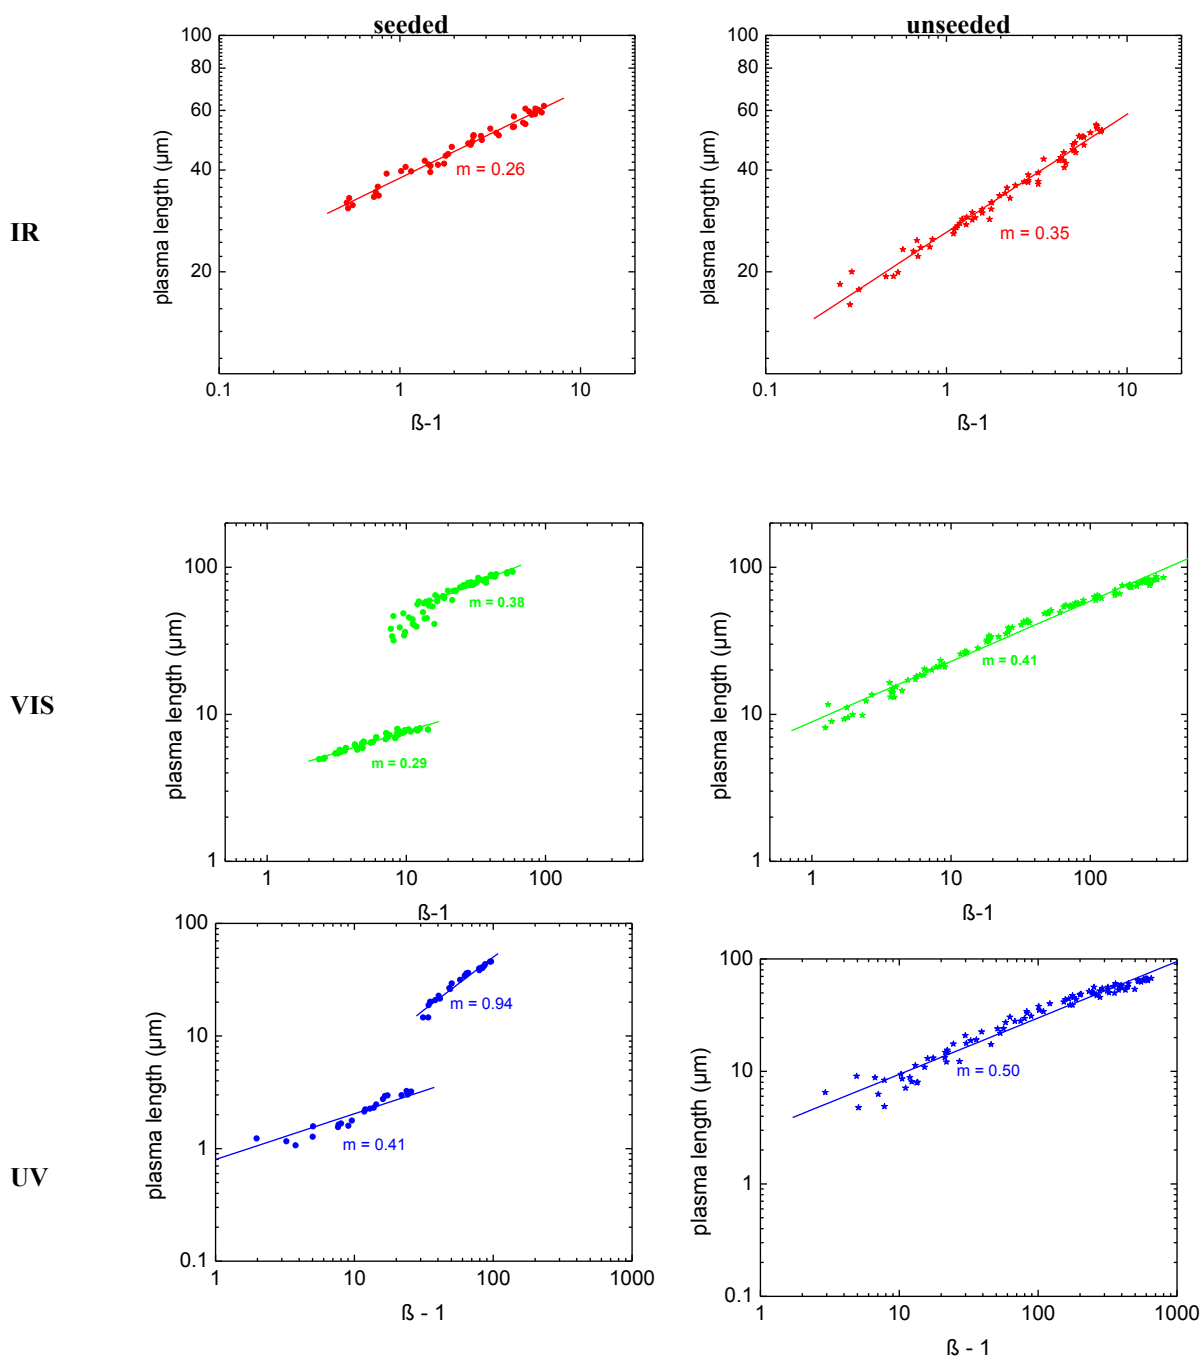 seeded
unseeded
IR
100
80
60
40
20
0.1
1
10
plasma length (µm)
m = 0.26
ß-1
100
80
60
40
20
0.1
1
10
plasma length (µm)
m = 0.35
ß-1
VIS
100
10
1
1
10
100
plasma length (µm)
m = 0.38
m = 0.29
ß-1
100
10
1
1
10
100
plasma length (µm)
m = 0.41
ß-1
UV
100
10
1
0.1
1
10
100
1000
plasma length (µm)
m = 0.94
m = 0.41
ß - 1
100
10
1
0.1
1
10
100
1000
plasma length (µm)
m = 0.50
ß - 1